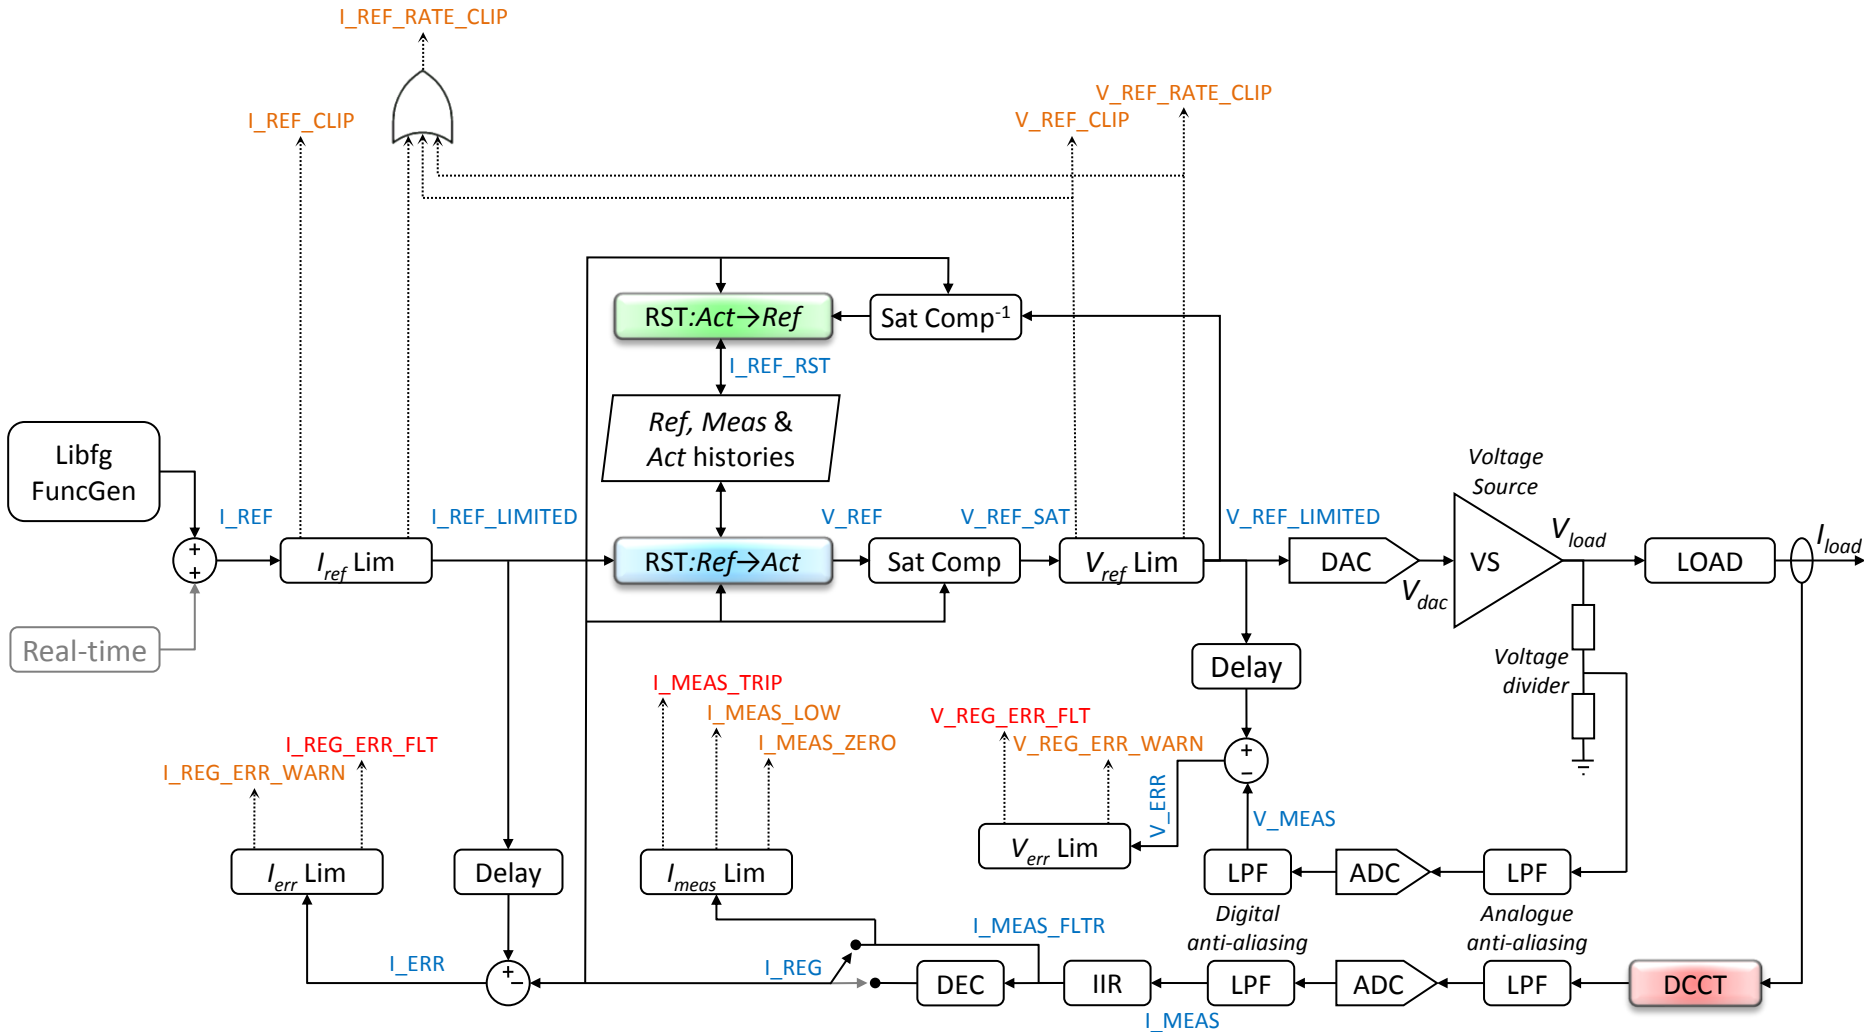 I_REF_RATE_CLIP
I_REF_CLIP
V_REF_RATE_CLIP
V_REF_CLIP
RST:Act→Ref
Sat Comp-1
I_REF_RST
Ref, Meas &
Act histories
Libfg
FuncGen
Voltage
Source
I_REF
I_REF_LIMITED
V_REF
V_REF_SAT
V_REF_LIMITED
Vload
Iload
+
+
Iref Lim
RST:Ref→Act
Sat Comp
Vref Lim
DAC
Vdac
VS
LOAD
Real-time
Delay
Voltage
divider
I_MEAS_TRIP
I_MEAS_LOW
I_MEAS_ZERO
V_REG_ERR_FLT
V_REG_ERR_WARN
I_REG_ERR_FLT
I_REG_ERR_WARN
+
−
V_ERR
V_MEAS
Verr Lim
Ierr Lim
Delay
Imeas Lim
LPF
ADC
LPF
Digital
anti-aliasing
Analogue
anti-aliasing
I_MEAS_FLTR
I_ERR
I_REG
+
−
DEC
IIR
LPF
ADC
LPF
DCCT
I_MEAS